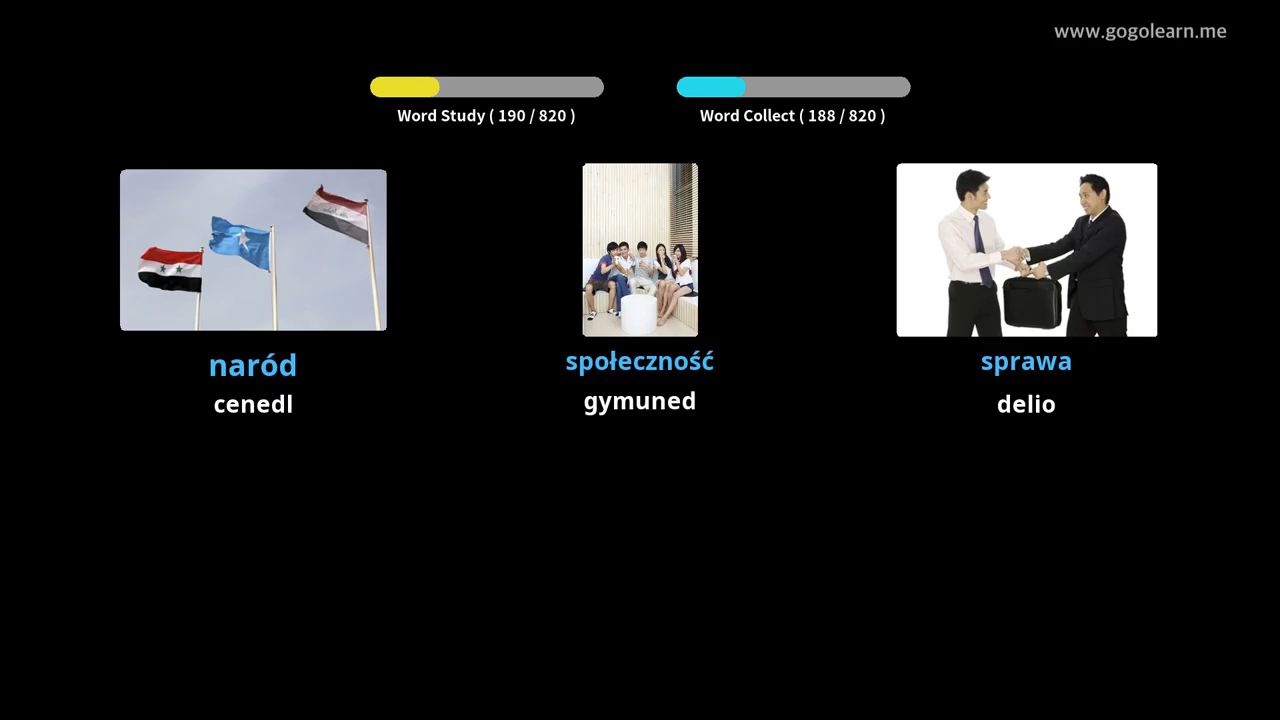 www.gogolearn.me
Word Study ( 190 / 820 )
Word Collect ( 188 / 820 )
naród
społeczność
sprawa
cenedl
gymuned
delio